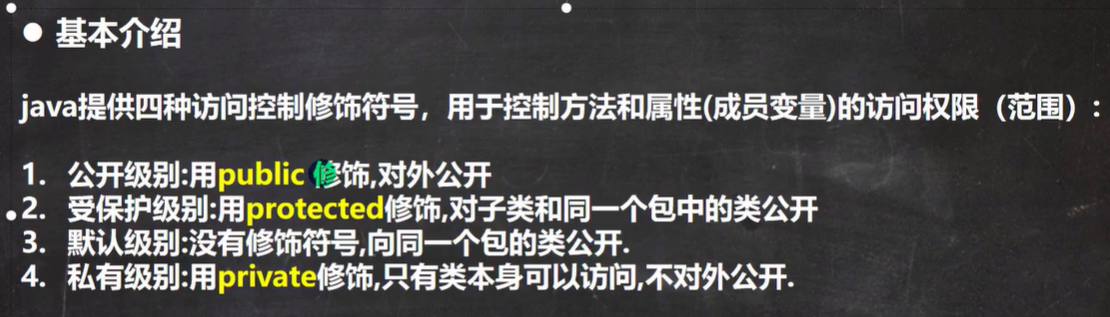 ● 基本介绍
java提供四种访问控制修饰符号，用于控制方法和属性(成员变量)的访问权限（范围）:
1. 公开级别:用public 修饰,对外公开
2. 受保护级别:用protected修饰,对子类和同一个包中的类公开
3. 默认级别:没有修饰符号,向同一个包的类公开.
4. 私有级别:用private修饰,只有类本身可以访问,不对外公开.